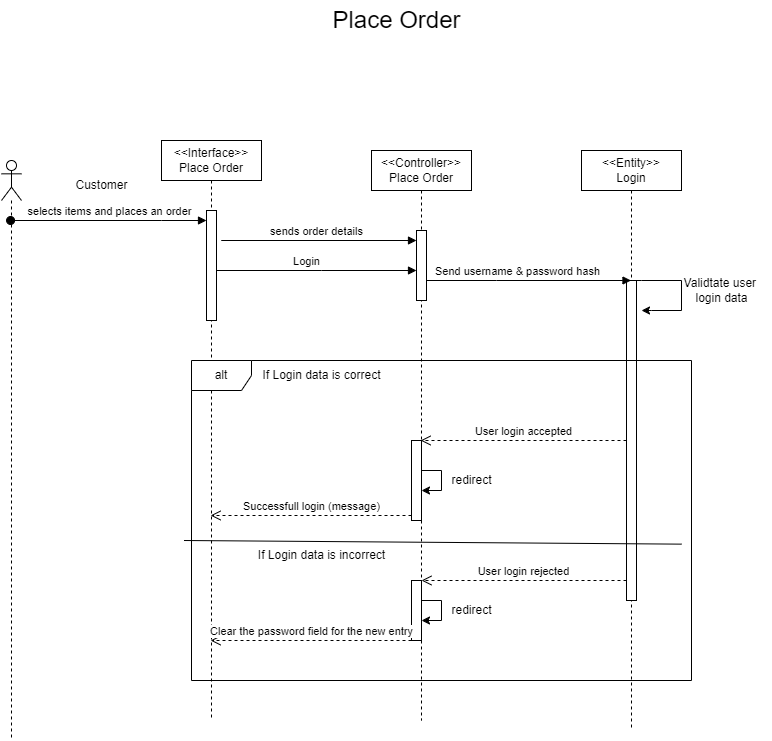 Place Order
<<Interface>>
Place Order
<<Controller>>
Place Order
<<Entity>>
Login
Customer
selects items and places an order
sends order details
Login
Send username & password hash
Validtate user
login data
alt
If Login data is correct
User login accepted
redirect
Successfull login (message)
If Login data is incorrect
User login rejected
redirect
Clear the password field for the new entry